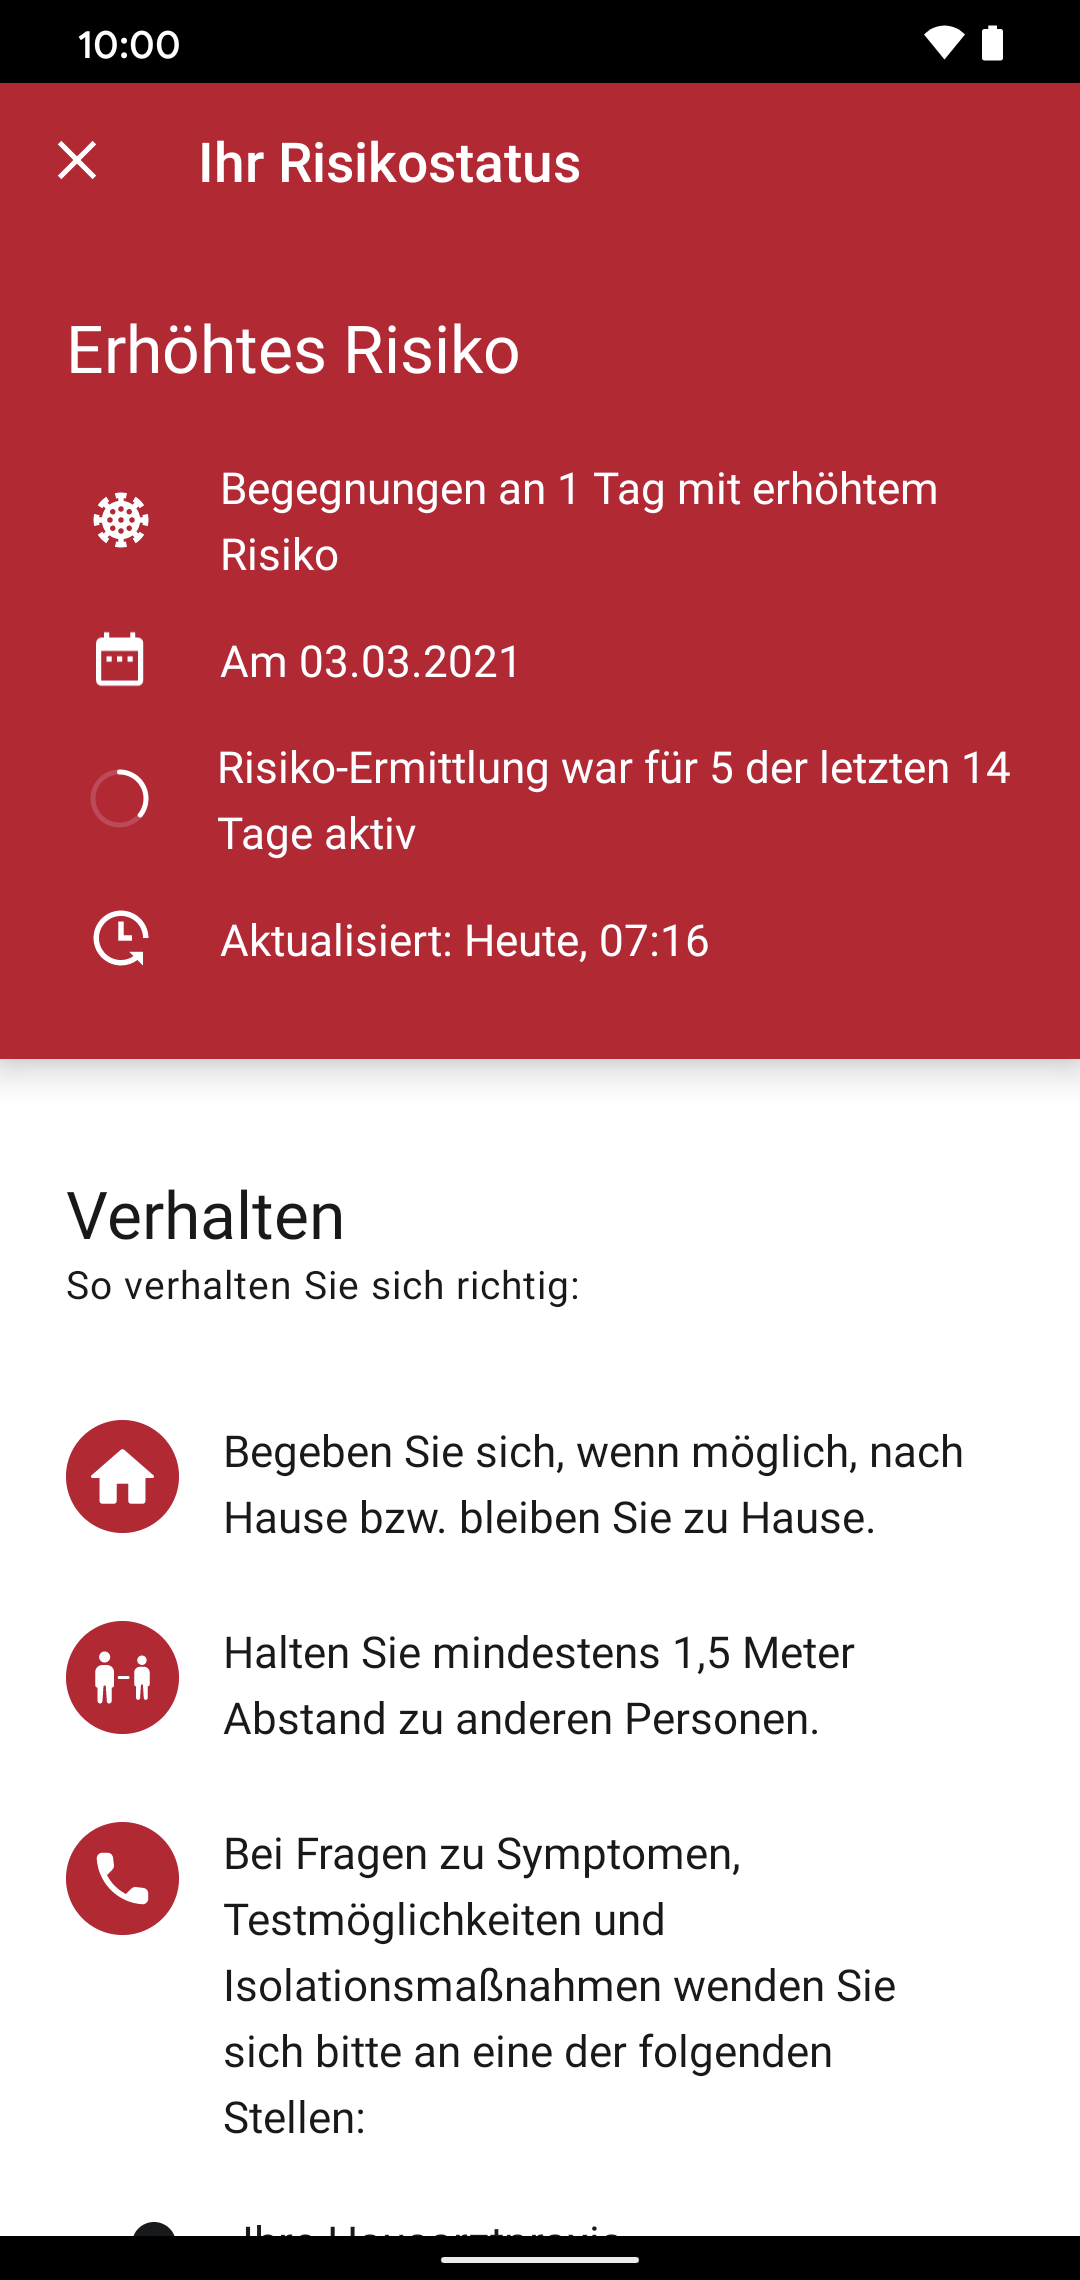 10:00
Ihr Risikostatus
Erhöhtes Risiko
Begegnungen an 1 Tag mit erhöhtem
Risiko
Am 03.03.2021
Risiko-Ermittlung war für 5 der letzten 14
Tage aktiv
Aktualisiert: Heute, 07:16
Verhalten
So verhalten Sie sich richtig:
Begeben Sie sich, wenn möglich, nach
Hause bzw. bleiben Sie zu Hause.
Halten Sie mindestens 1,5 Meter
Abstand zu anderen Personen.
Bei Fragen zu Symptomen,
Testmöglichkeiten und
Isolationsmaßnahmen wenden Sie
sich bitte an eine der folgenden
Stellen:
Ihre Hausarztpraxis